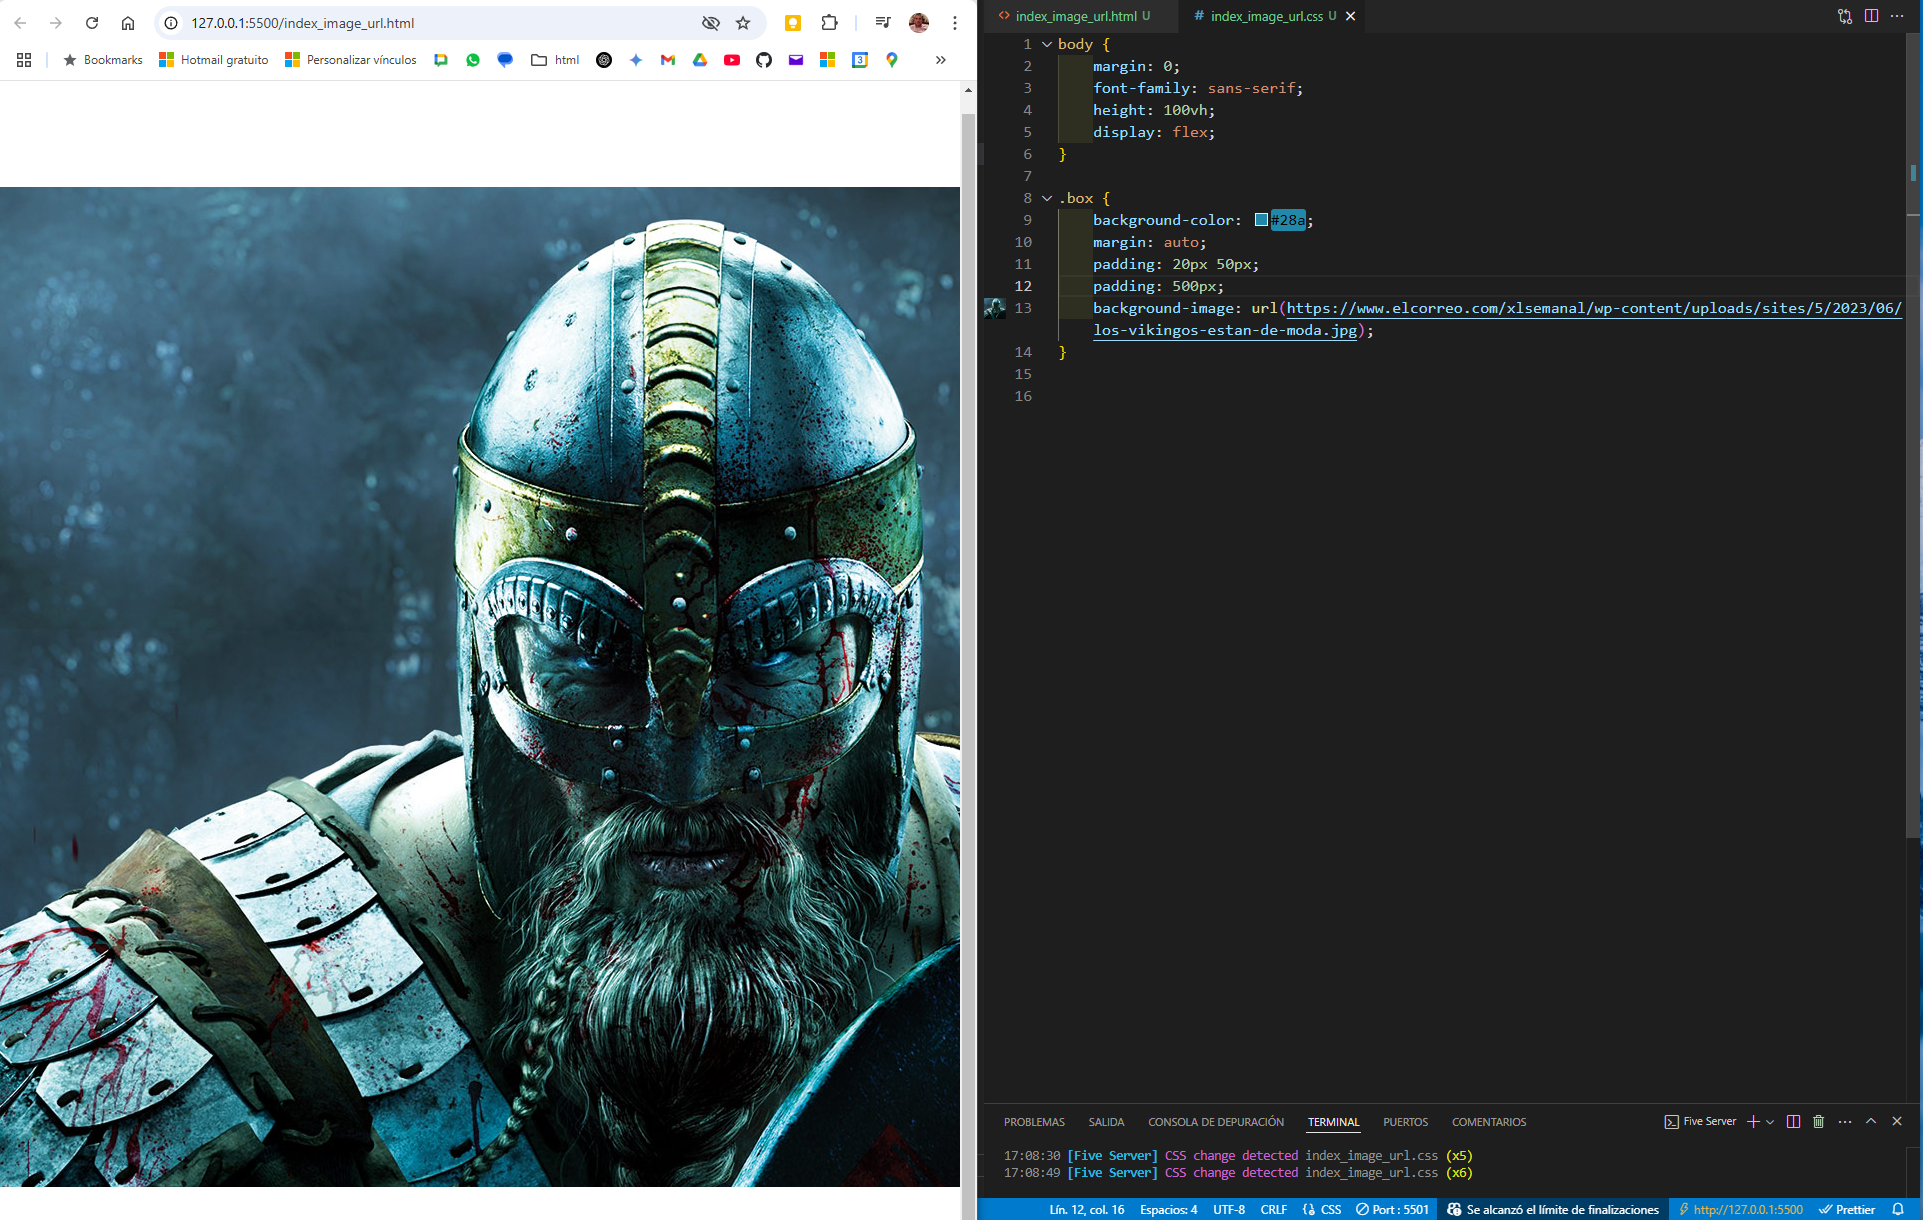 127.0.0.1:5500/index_image_url.html
Bookmarks
Hotmail gratuito
Personalizar vínculos
html
3
index_image_url.html U
# index_image_url.css U
1 body {
2 margin: 0;
3 font-family: sans-serif;
4 height: 100vh;
5 display: flex;
6 }
7
8 .box {
9 background-color: #28a;
10 margin: auto;
11 padding: 20px 50px;
12 padding: 500px;
13 background-image: url(https://www.elcorreo.com/xlsemanal/wp-content/uploads/sites/5/2023/06/
los-vikingos-estan-de-moda.jpg);
14 }
15
16
PROBLEMAS SALIDA CONSOLA DE DEPURACIÓN TERMINAL PUERTOS COMENTARIOS
Five Server
17:08:30 [Five Server] CSS change detected index_image_url.css (x5)
17:08:49 [Five Server] CSS change detected index_image_url.css (x6)
Lín. 12, col. 16 Espacios: 4 UTF-8 CRLF CSS Port : 5501 Se alcanzó el límite de finalizaciones http://127.0.0.1:5500 Prettier